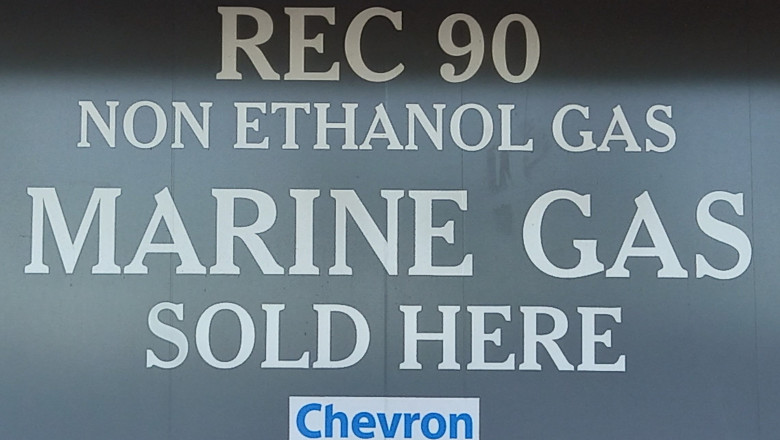 REC 90
NON ETHANOL GAS
MARINE GAS
SOLD HERE
Chevron